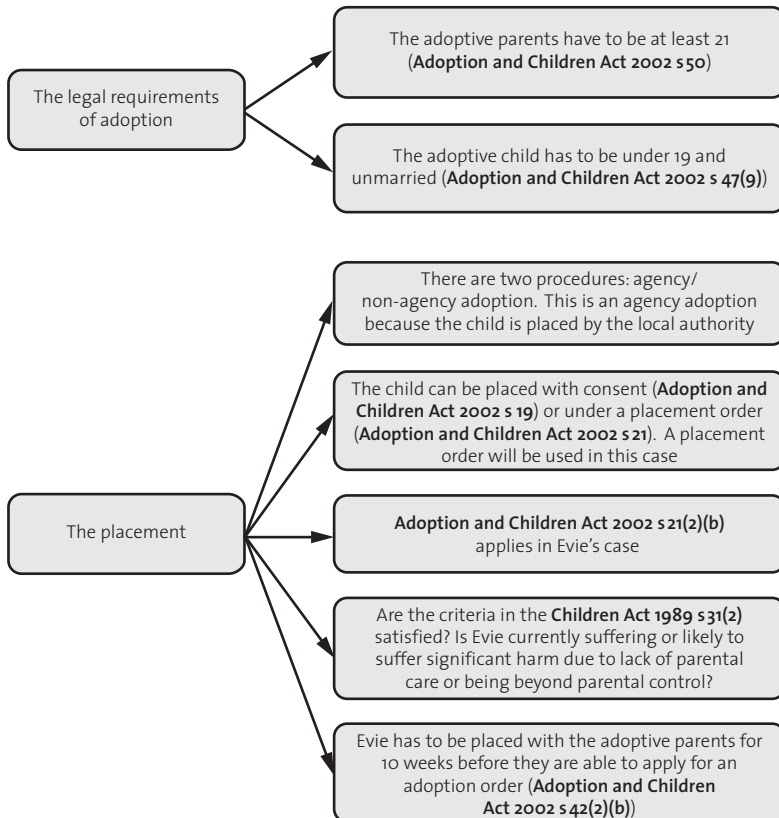 The legal requirements
of adoption
The adoptive parents have to be at least 21
(Adoption and Children Act 2002 s 50)
The adoptive child has to be under 19 and
unmarried (Adoption and Children Act 2002 s 47(9))
The placement
There are two procedures: agency/
non-agency adoption. This is an agency adoption
because the child is placed by the local authority
The child can be placed with consent (Adoption and
Children Act 2002 s 19) or under a placement order
(Adoption and Children Act 2002 s 21). A placement
order will be used in this case
Adoption and Children Act 2002 s 21(2)(b)
applies in Evie's case
Are the criteria in the Children Act 1989 s 31(2)
satisfied? Is Evie currently suffering or likely to
suffer significant harm due to lack of parental
care or being beyond parental control?
Evie has to be placed with the adoptive parents for
10 weeks before they are able to apply for an
adoption order (Adoption and Children
Act 2002 s 42(2)(b))